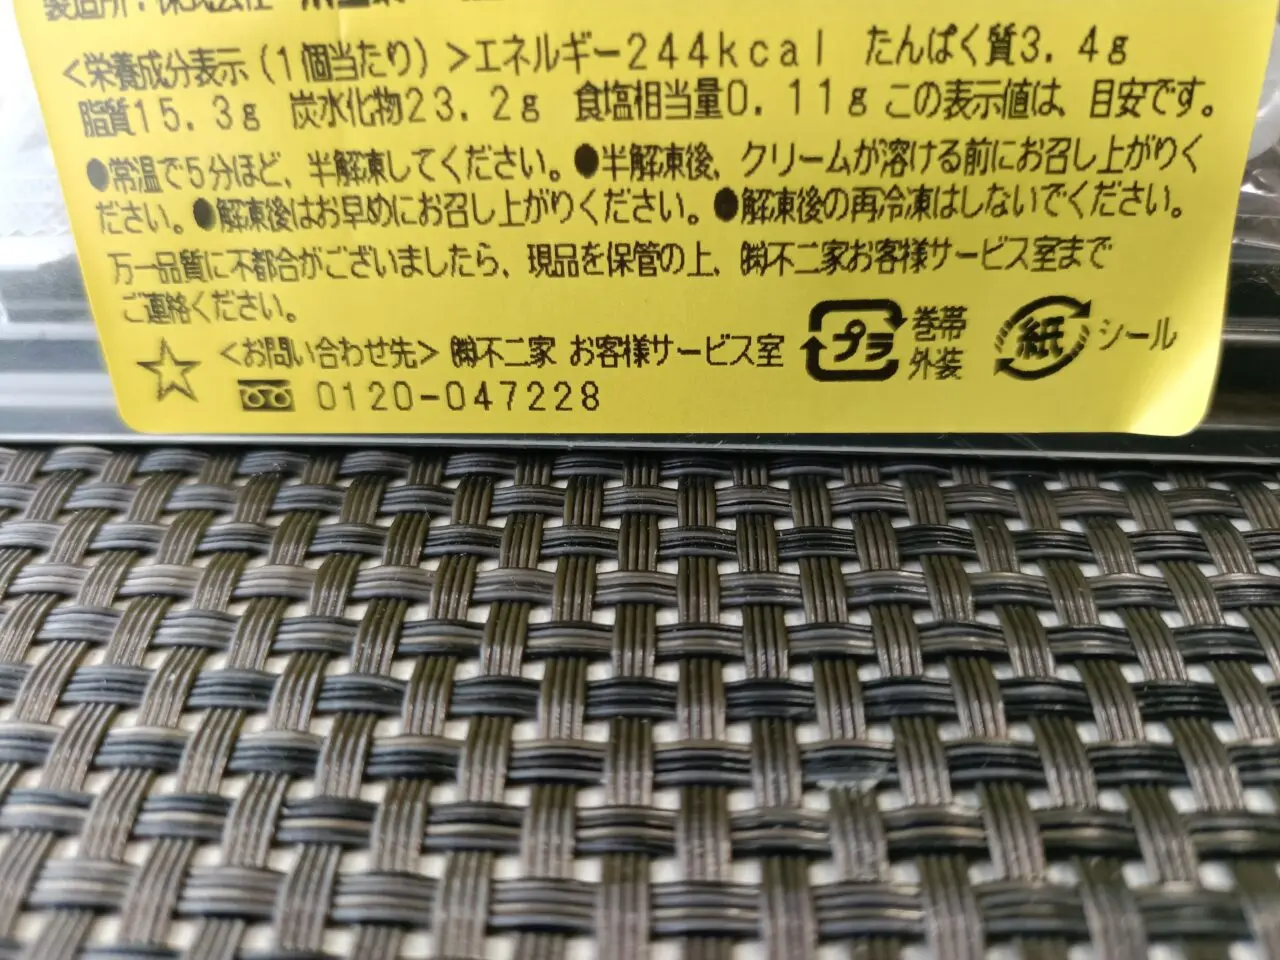 製造所：株式会社
<栄養成分表示（1個当たり）>エネルギー244kcal たんぱく質3.4g
脂質15.3g 炭水化物23.2g 食塩相当量0.11g この表示値は、目安です。
●常温で5分ほど、半解凍してください。●半解凍後、クリームが溶ける前にお召し上がりく
ださい。●解凍後はお早めにお召し上がりください。●解凍後の再冷凍はしないでください。
万一品質に不都合がございましたら、現品を保管の上、㈱不二家お客様サービス室まで
ご連絡ください。
☆ <お問い合わせ先> ㈱不二家 お客様サービス室
0120-047228
プラ 巻帯 外装
紙 シール